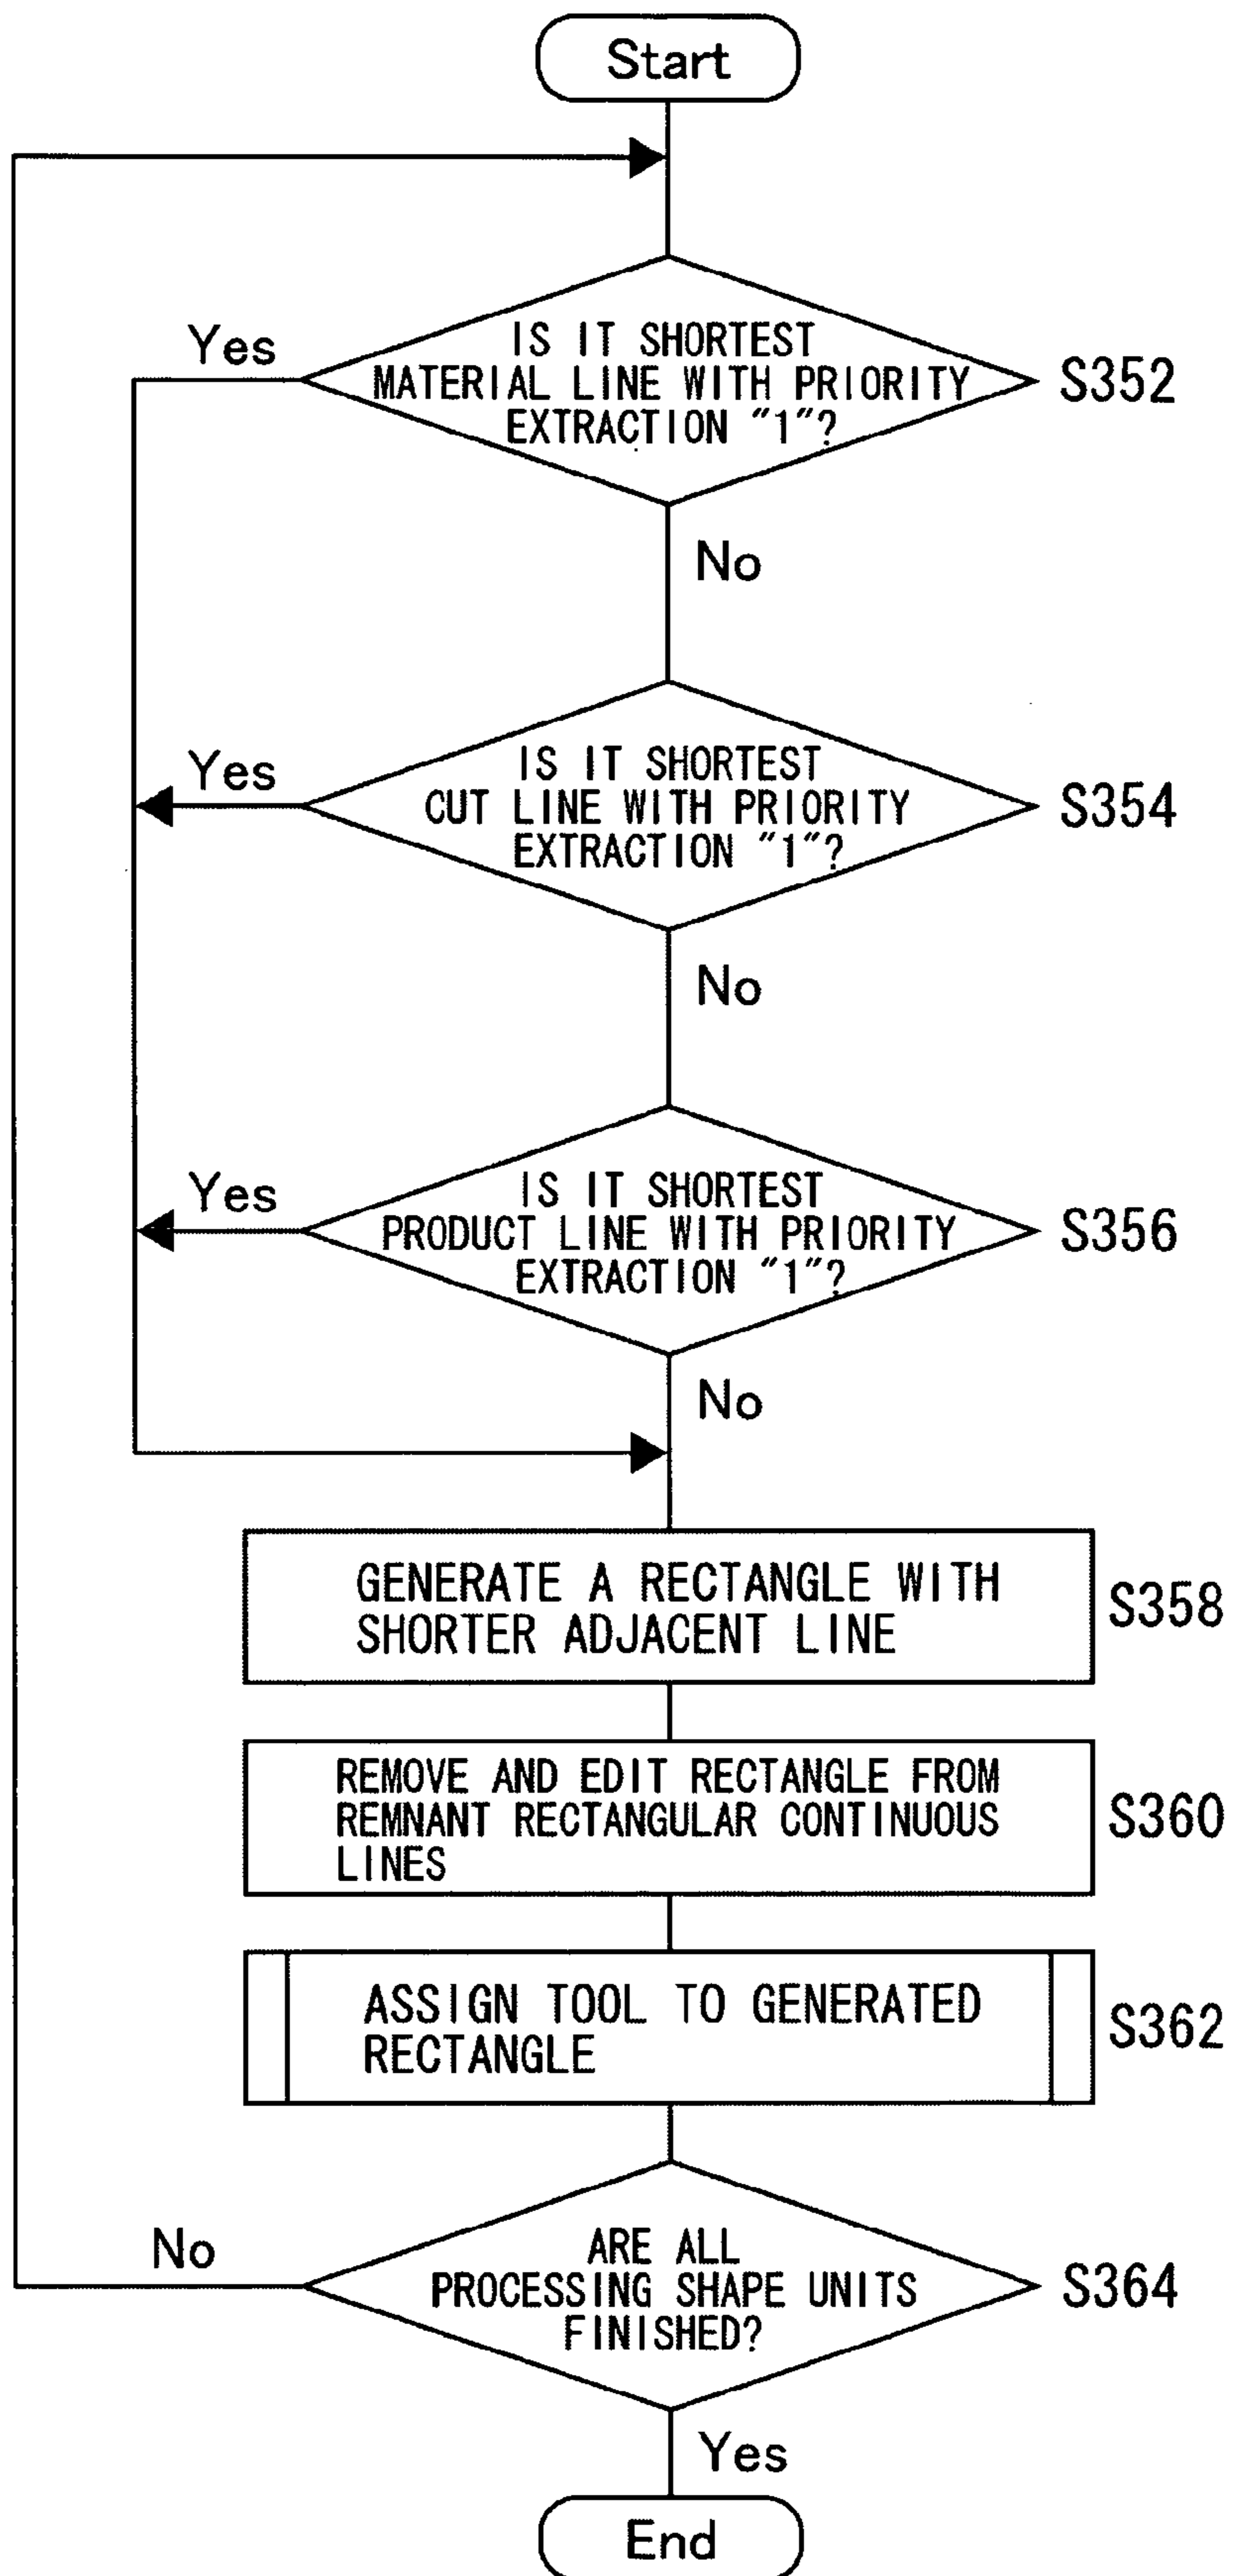 Start
IS IT SHORTEST
MATERIAL LINE WITH PRIORITY
EXTRACTION "1"?
Yes
S352
No
IS IT SHORTEST
CUT LINE WITH PRIORITY
EXTRACTION "1"?
Yes
S354
No
IS IT SHORTEST
PRODUCT LINE WITH PRIORITY
EXTRACTION "1"?
Yes
S356
No
GENERATE A RECTANGLE WITH
SHORTER ADJACENT LINE
S358
REMOVE AND EDIT RECTANGLE FROM
REMNANT RECTANGULAR CONTINUOUS
LINES
S360
ASSIGN TOOL TO GENERATED
RECTANGLE
S362
ARE ALL
PROCESSING SHAPE UNITS
FINISHED?
No
S364
Yes
End